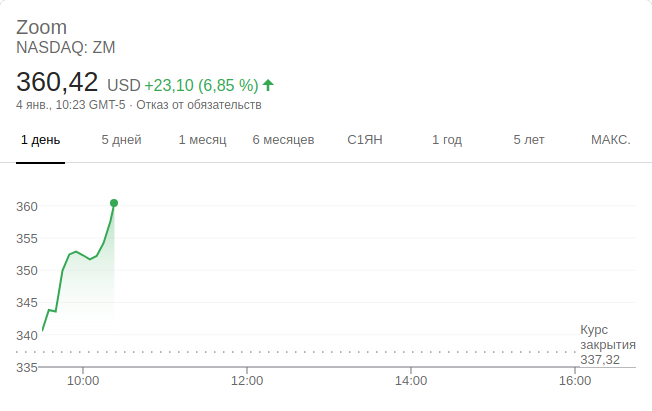 Zoom
NASDAQ: ZM
360,42 USD +23,10 (6,85 %)
4 янв., 10:23 GMT-5 · Отказ от обязательств
1 день 5 дней 1 месяц 6 месяцев С1ЯН 1 год 5 лет МАКС.
360
355
350
345
340
335
Курс
закрытия
337,32
10:00 12:00 14:00 16:00